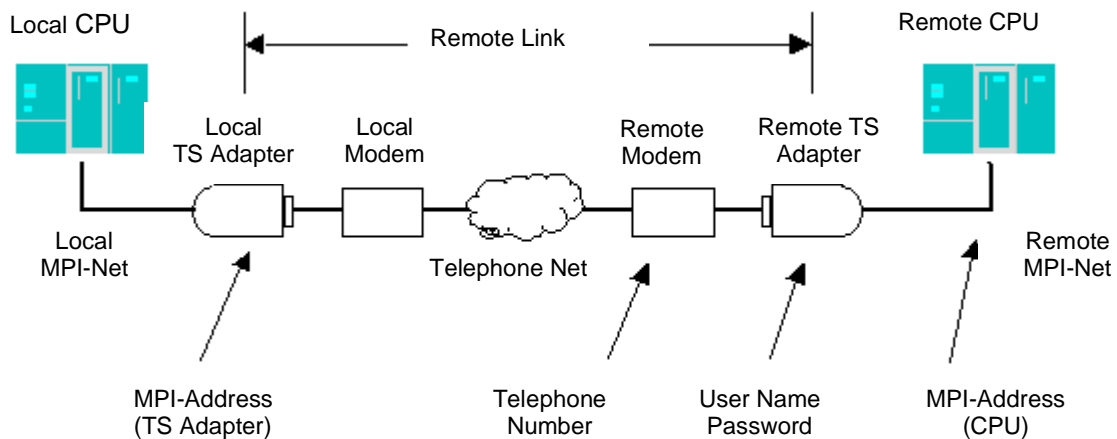 Local CPU
Remote Link
Remote CPU
Local
TS Adapter
Local
Modem
Remote
Modem
Remote TS
Adapter
Local
MPI-Net
Telephone Net
Remote
MPI-Net
MPI-Address
(TS Adapter)
Telephone
Number
User Name
Password
MPI-Address
(CPU)